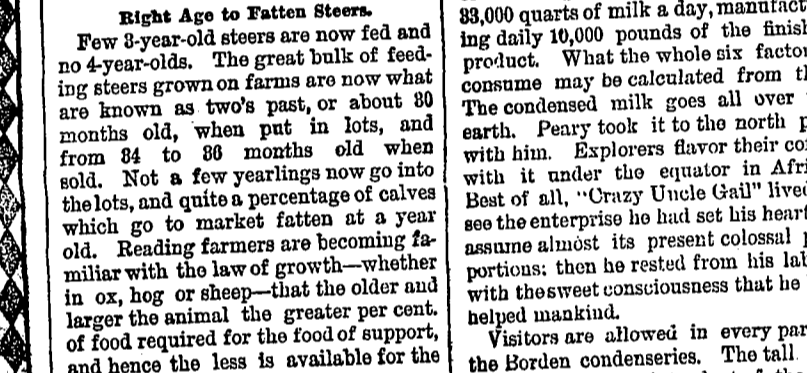 Right Age to Fatten Steers.
Few 3-year-old steers are now fed and
no 4-year-olds. The great bulk of feed-
ing steers grown on farms are now what
are known as two's past, or about 30
months old, when put in lots, and
from 34 to 36 months old when
sold. Not a few yearlings now go into
the lots, and quite a percentage of calves
which go to market fatten at a year
old. Reading farmers are becoming fa-
miliar with the law of growth—whether
in ox, hog or sheep—that the older and
larger the animal the greater per cent.
of food required for the food of support,
and hence the less is available for the
83,000 quarts of milk a day, manufact
ing daily 10,000 pounds of the finish
product. What the whole six factor
consume may be calculated from th
The condensed milk goes all over
earth. Peary took it to the north p
with him. Explorers flavor their cof
with it under the equator in Afri
Best of all, "Crazy Uncle Gail" lived
see the enterprise he had set his heart
assume almost its present colossal p
portions; then he rested from his lab
with the sweet consciousness that he
helped mankind.
Visitors are allowed in every par
the Borden condenseries. The tall